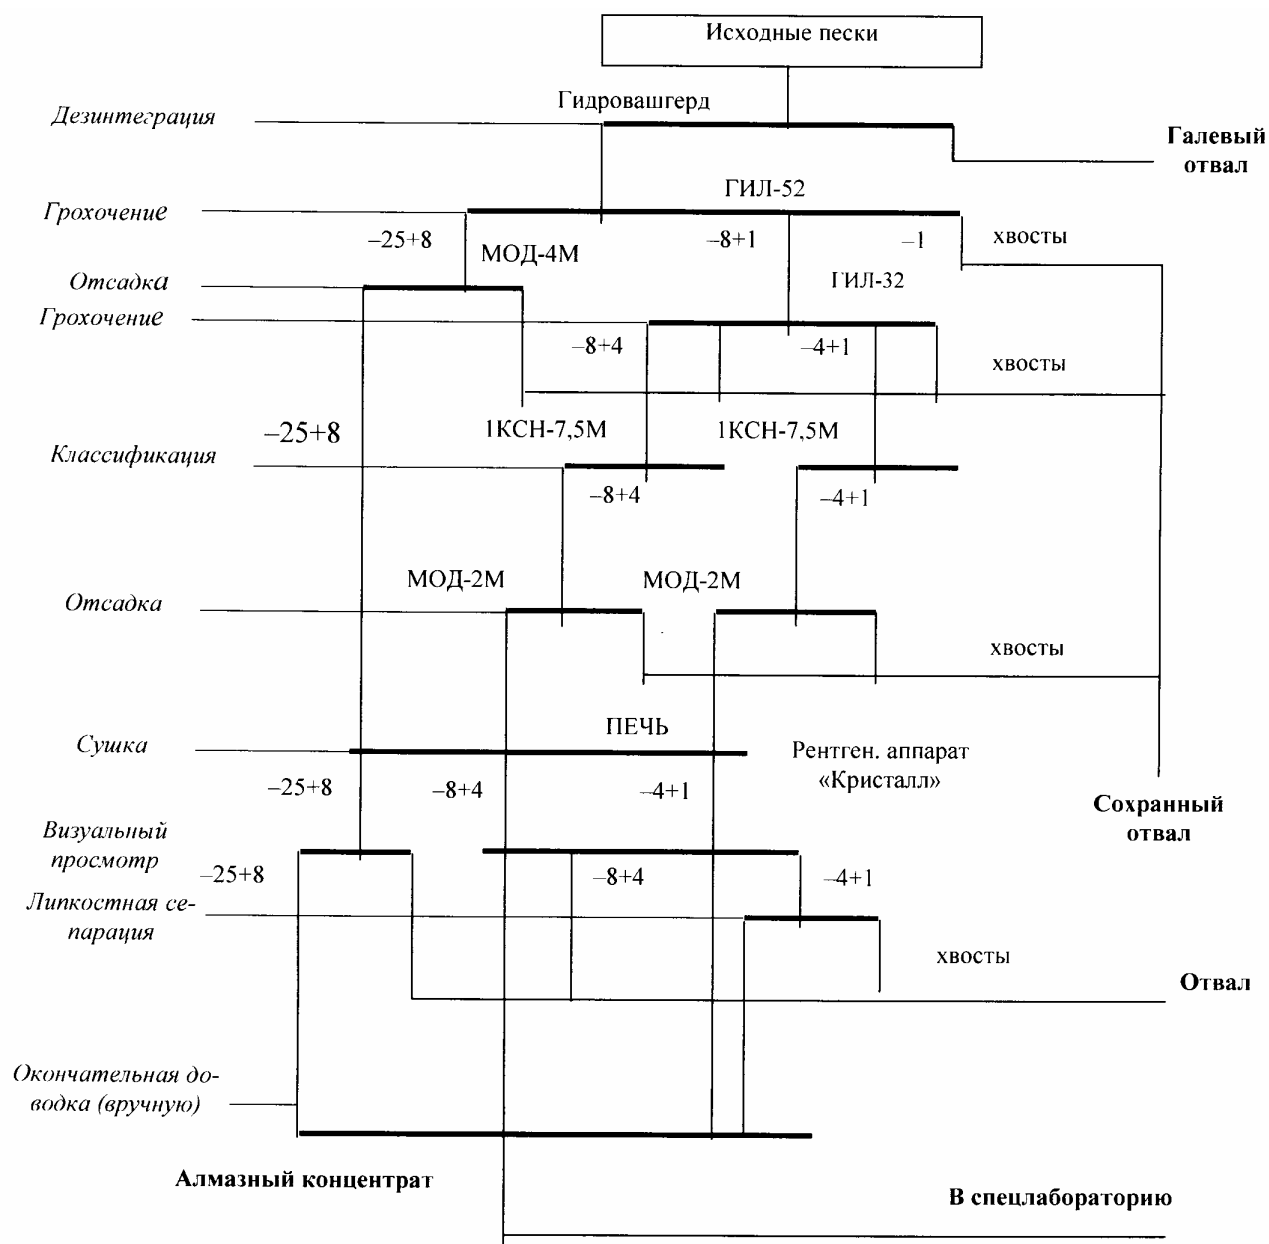 Исходные пески
Гидровашгерд
Дезинтеграция
Галевый
отвал
ГИЛ-52
Грохочение
–25+8
–8+1
–1
хвосты
МОД-4М
Отсадка
ГИЛ-32
Грохочение
–8+4
–4+1
хвосты
–25+8
1КСН-7,5М
1КСН-7,5М
Классификация
–8+4
–4+1
МОД-2М
МОД-2М
Отсадка
хвосты
ПЕЧЬ
Сушка
Рентген. аппарат
«Кристалл»
–25+8
–8+4
–4+1
Сохранный
отвал
Визуальный
просмотр
–25+8
–8+4
–4+1
Липкостная се-
парация
хвосты
Отвал
Окончательная до-
водка (вручную)
Алмазный концентрат
В спецлабораторию